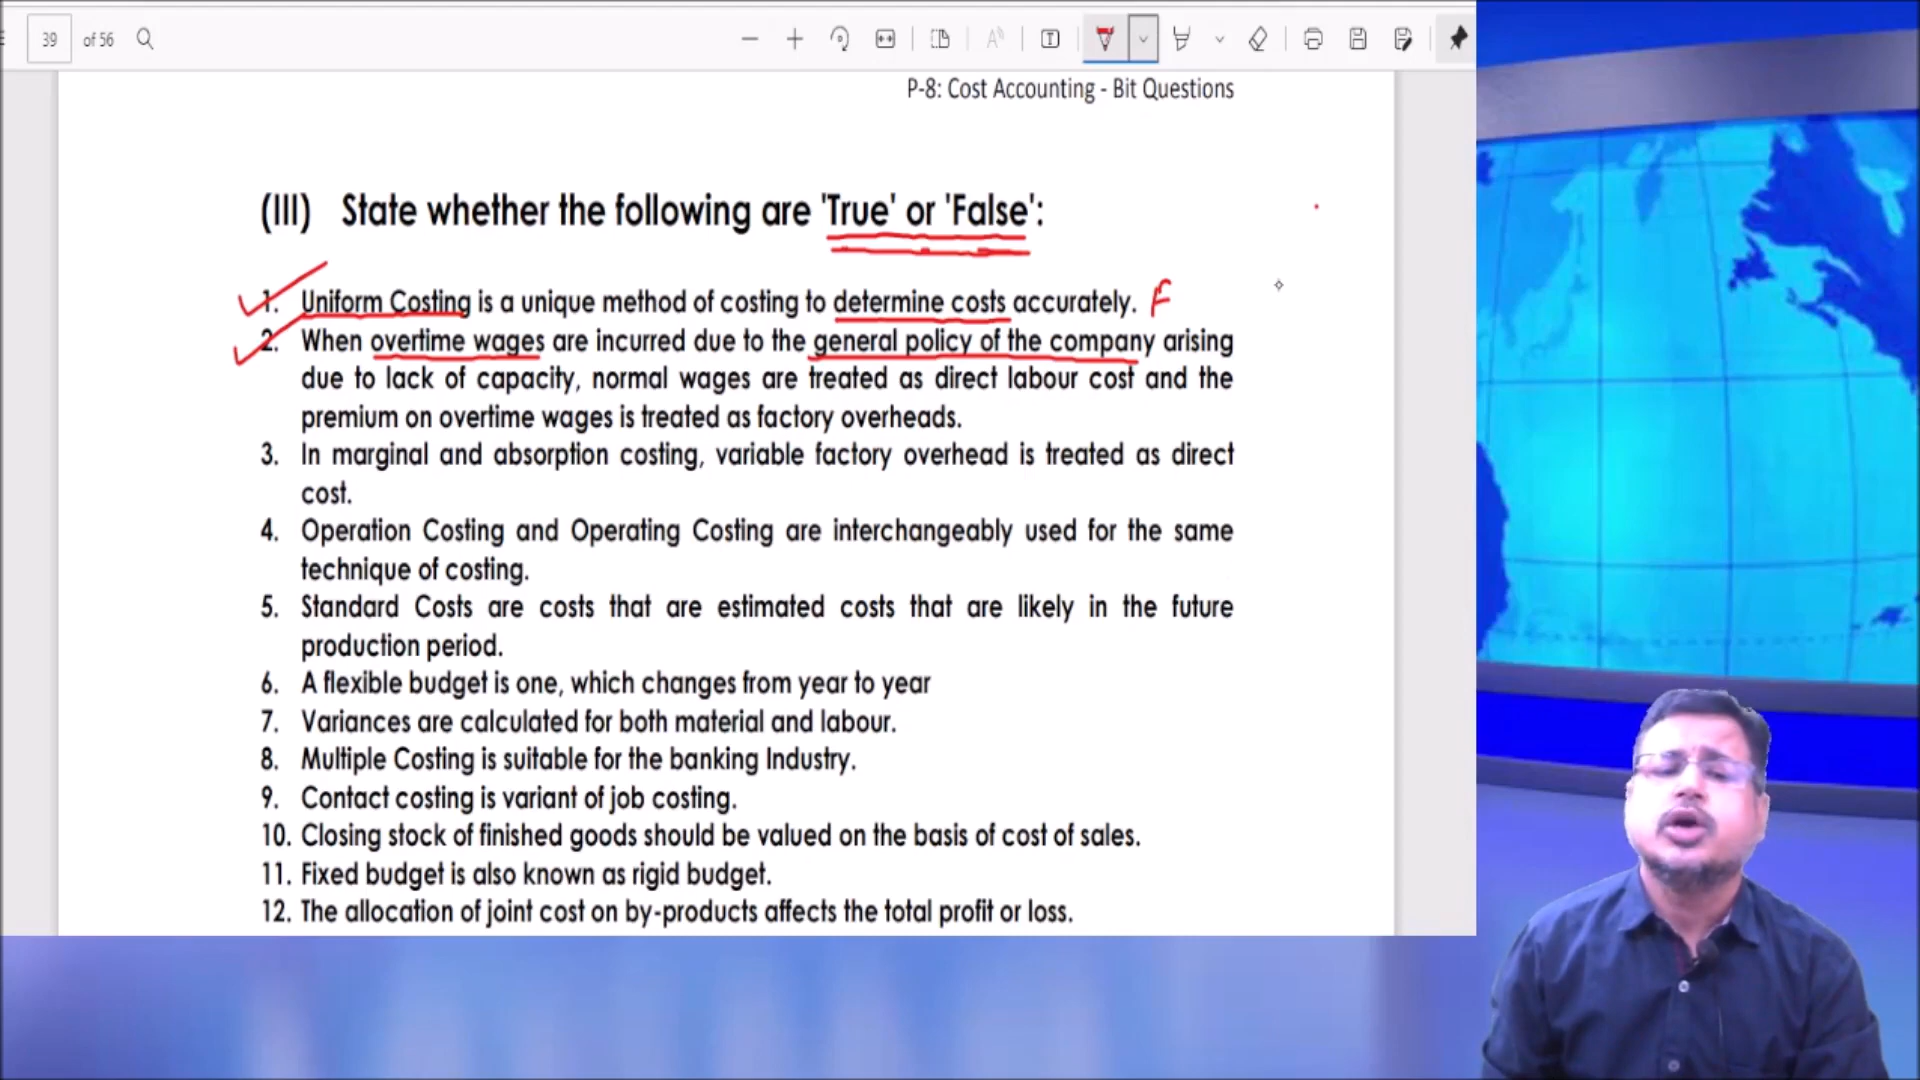 39 of 56
P-8: Cost Accounting - Bit Questions
(III) State whether the following are 'True' or 'False':
1. Uniform Costing is a unique method of costing to determine costs accurately. F
2. When overtime wages are incurred due to the general policy of the company arising
due to lack of capacity, normal wages are treated as direct labour cost and the
premium on overtime wages is treated as factory overheads.
3. In marginal and absorption costing, variable factory overhead is treated as direct
cost.
4. Operation Costing and Operating Costing are interchangeably used for the same
technique of costing.
5. Standard Costs are costs that are estimated costs that are likely in the future
production period.
6. A flexible budget is one, which changes from year to year
7. Variances are calculated for both material and labour.
8. Multiple Costing is suitable for the banking Industry.
9. Contact costing is variant of job costing.
10. Closing stock of finished goods should be valued on the basis of cost of sales.
11. Fixed budget is also known as rigid budget.
12. The allocation of joint cost on by-products affects the total profit or loss.